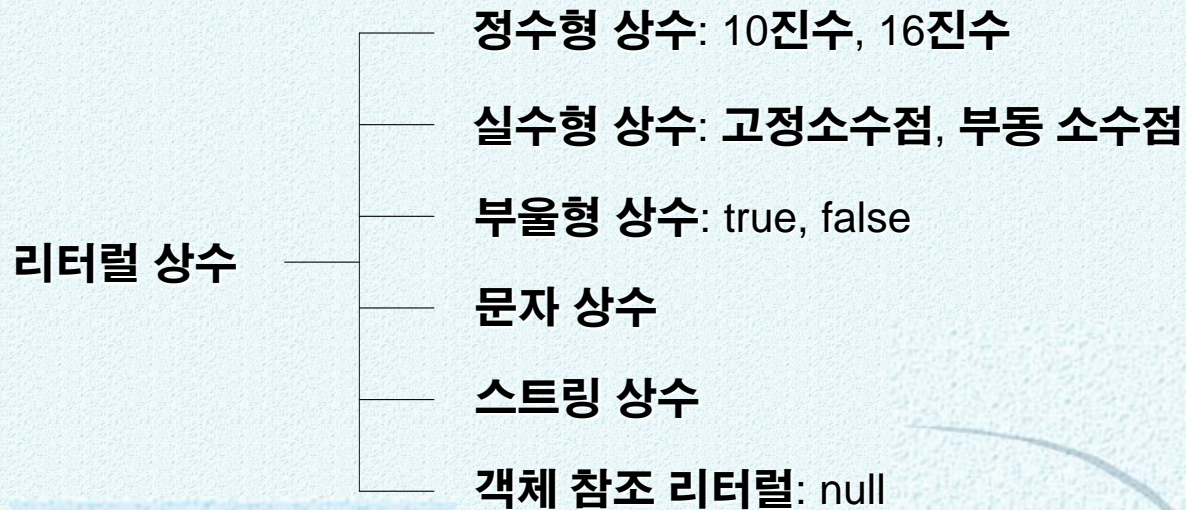 정수형 상수: 10진수, 16진수
실수형 상수: 고정소수점, 부동 소수점
부울형 상수: true, false
리터럴 상수
문자 상수
스트링 상수
객체 참조 리터럴: null